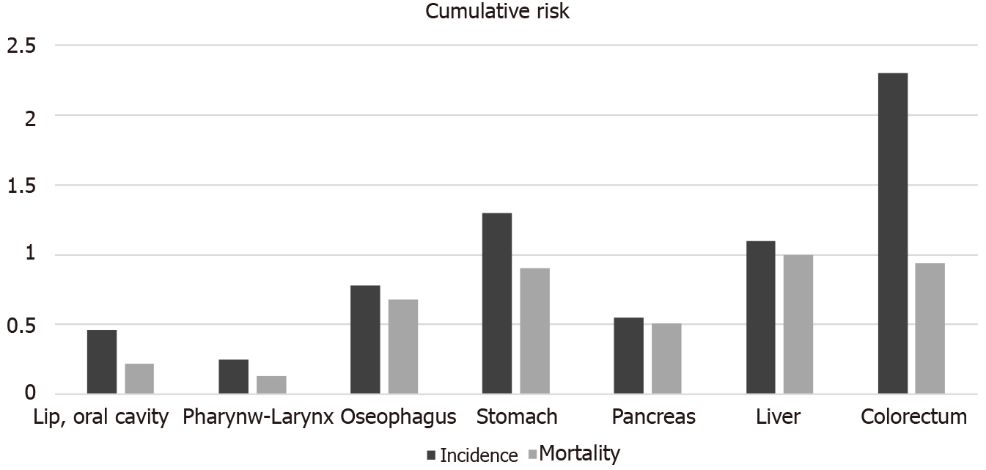 Cumulative risk
2.5
2
1.5
1
0.5
0
Lip, oral cavity Pharynw-Larynx Oseophagus Stomach Pancreas Liver Colorectum
Incidence Mortality